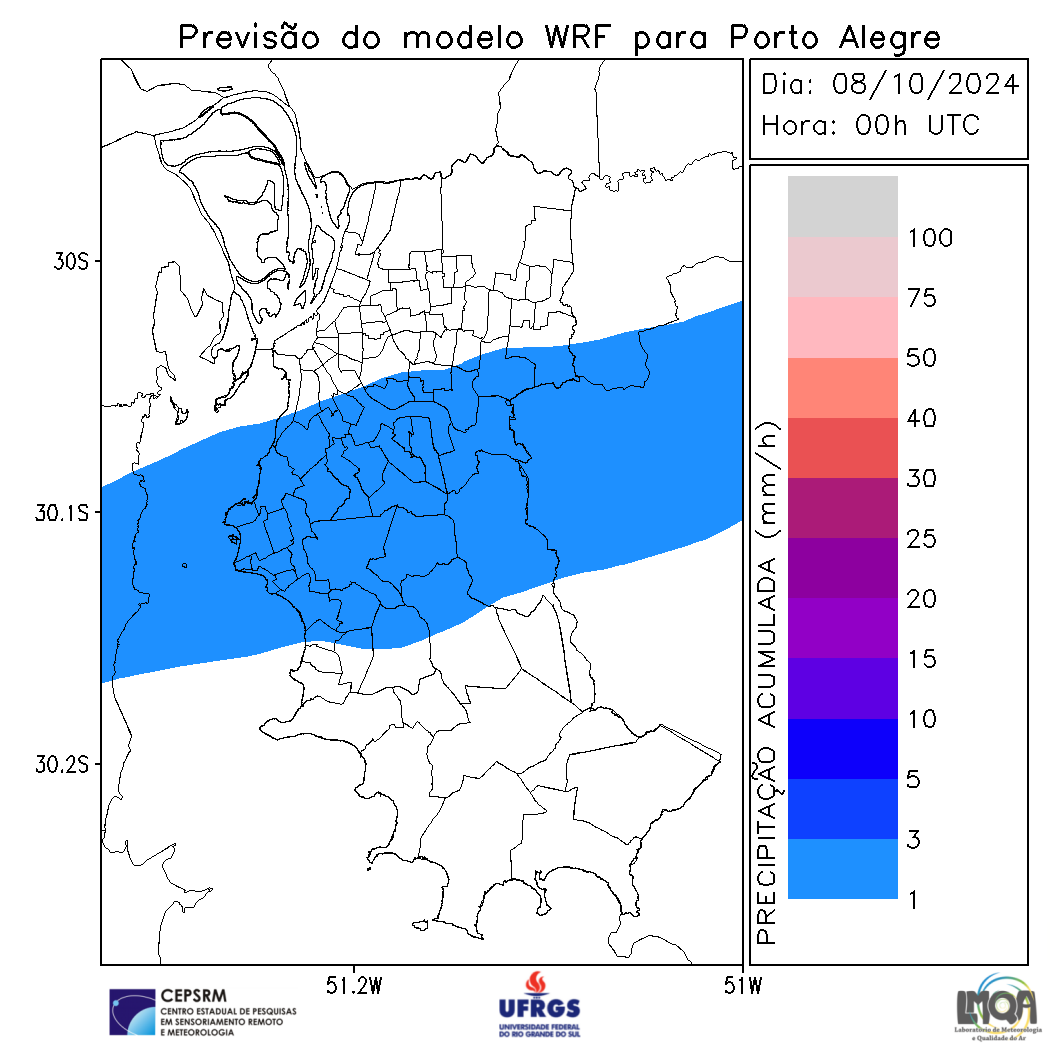 Previsão do modelo WRF para Porto Alegre
Dia: 08/10/2024
Hora: 00h UTC
30S
30.1S
30.2S
51.2W
51W
PRECIPITAÇÃO ACUMULADA (mm/h)
100
75
50
40
30
25
20
15
10
5
3
1
CEPSRM
CENTRO ESTADUAL DE PESQUISAS
EM SENSORIAMENTO REMOTO
E METEOROLOGIA
UFRGS
UNIVERSIDADE FEDERAL
DO RIO GRANDE DO SUL
LMQA
Laboratório de Meteorologia
e Qualidade do Ar